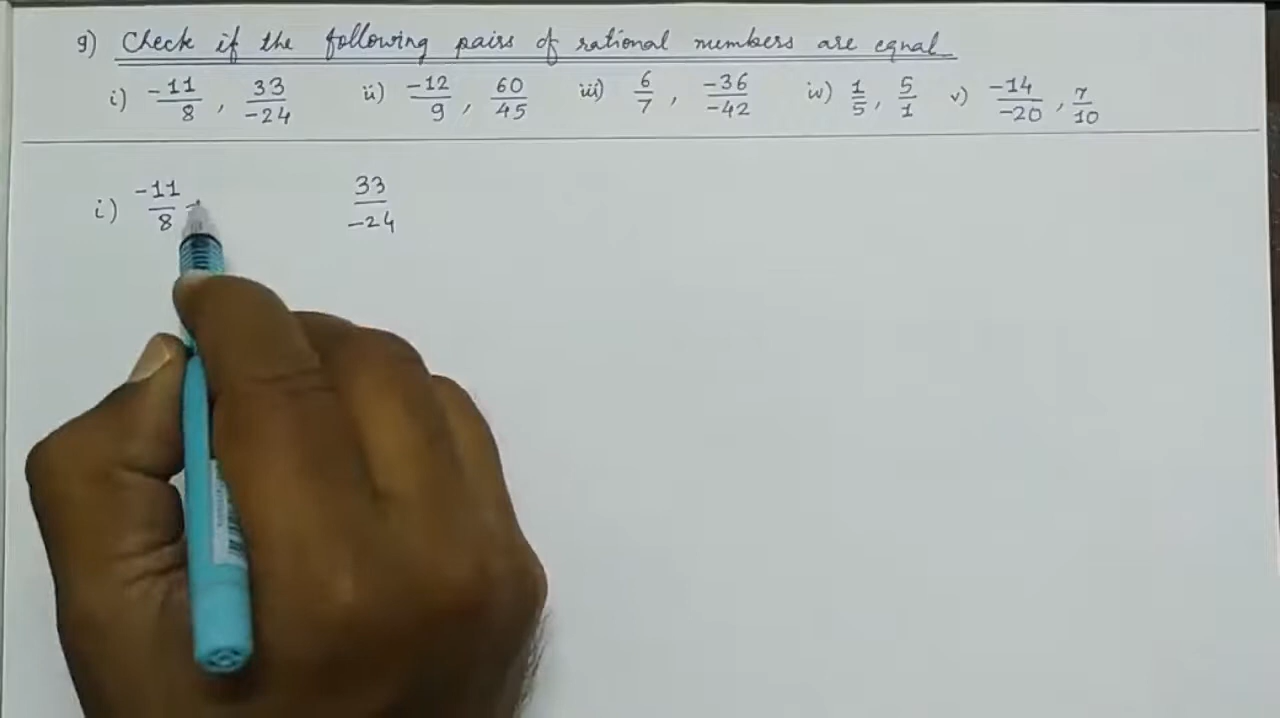 9) Check if the following pairs of rational numbers are equal
i) -11/8 , 33/-24 ii) -12/9 , 60/45 iii) 6/7 , -36/-42 iv) 1/5 , 5/1 v) -14/-20 , 7/10
i) -11/8 33/-24